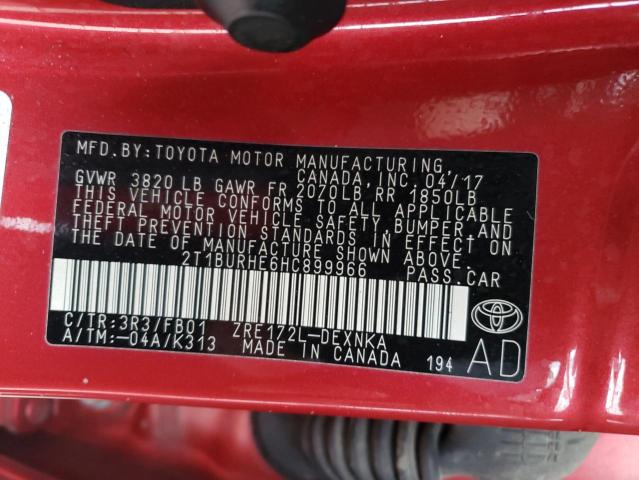 MFD. BY: TOYOTA MOTOR MANUFACTURING,
CANADA, INC. 04/17
GVWR 3820 LB GAWR FR 2070LB RR 1850LB
THIS VEHICLE CONFORMS TO ALL APPLICABLE
FEDERAL MOTOR VEHICLE SAFETY, BUMPER, AND
THEFT PREVENTION STANDARDS IN EFFECT ON
THE DATE OF MANUFACTURE SHOWN ABOVE.
2T1BURHE6HC899966 PASS.CAR
C/TR:3R3/FB01 ZRE172L-DEXNKA
A/TM:-04A/K313 MADE IN CANADA 194
AD